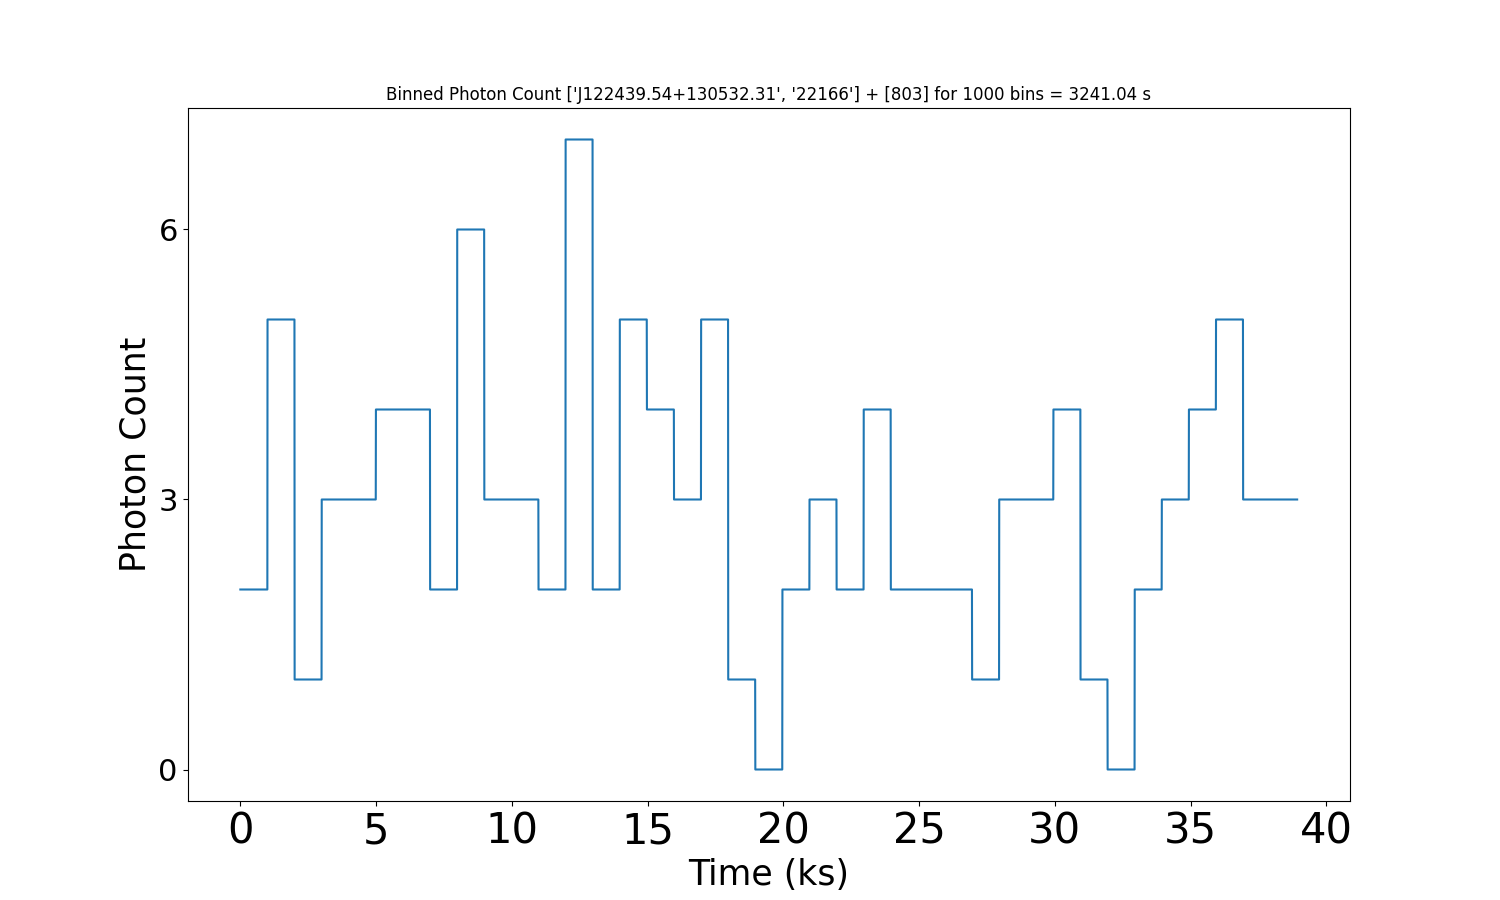 Binned Photon Count ['J122439.54+130532.31', '22166'] + [803] for 1000 bins = 3241.04 s
6
3
0
Photon Count
0 5 10 15 20 25 30 35 40
Time (ks)